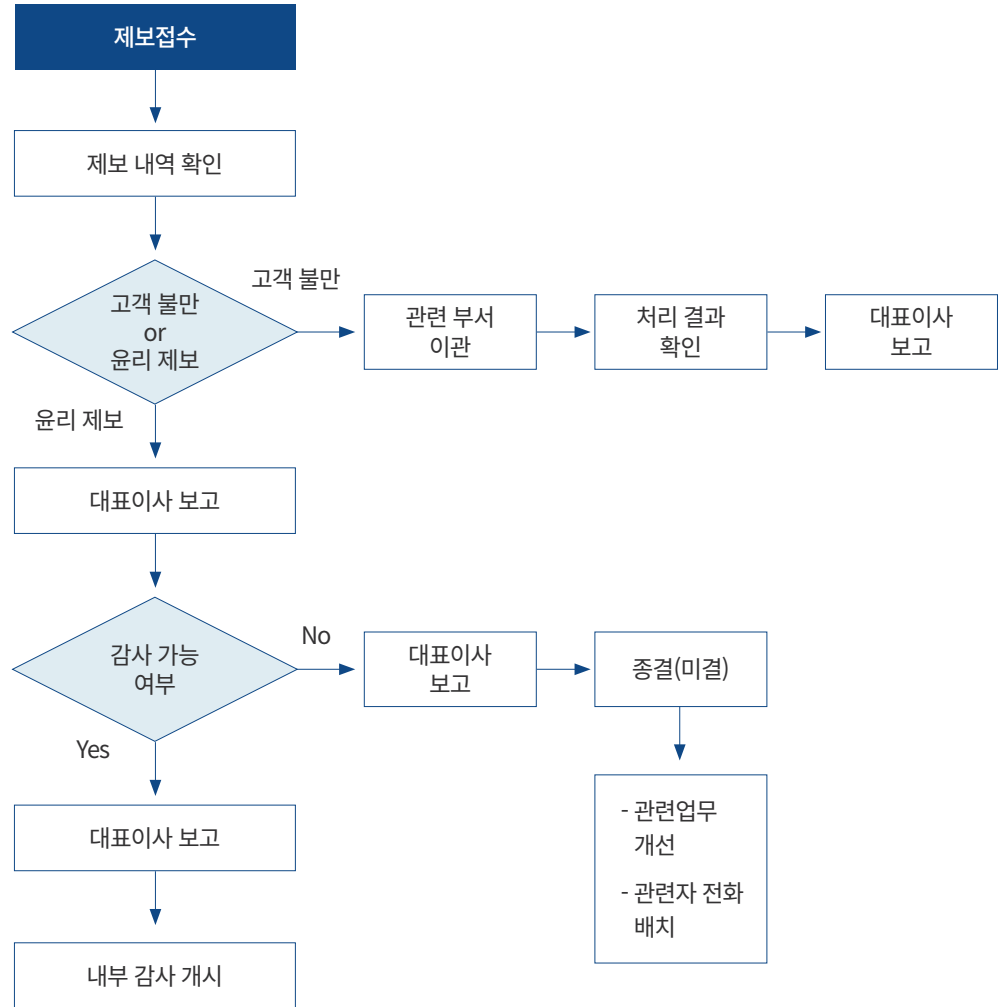 제보접수
제보 내역 확인
고객 불만
or
윤리 제보
고객 불만
관련 부서
이관
처리 결과
확인
대표이사
보고
윤리 제보
대표이사 보고
감사 가능
여부
No
대표이사
보고
종결(미결)
Yes
- 관련업무
개선
- 관련자 전화
배치
대표이사 보고
내부 감사 개시